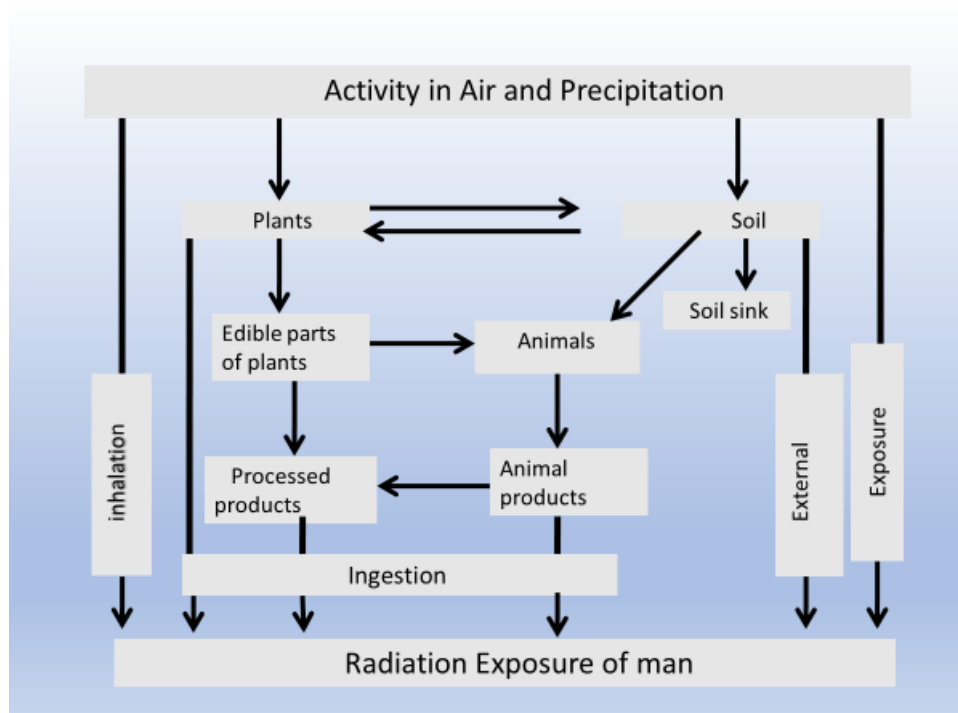 Activity in Air and Precipitation
Plants
Soil
Soil sink
Edible parts
of plants
Animals
inhalation
External
Exposure
Processed
products
Animal
products
Ingestion
Radiation Exposure of man